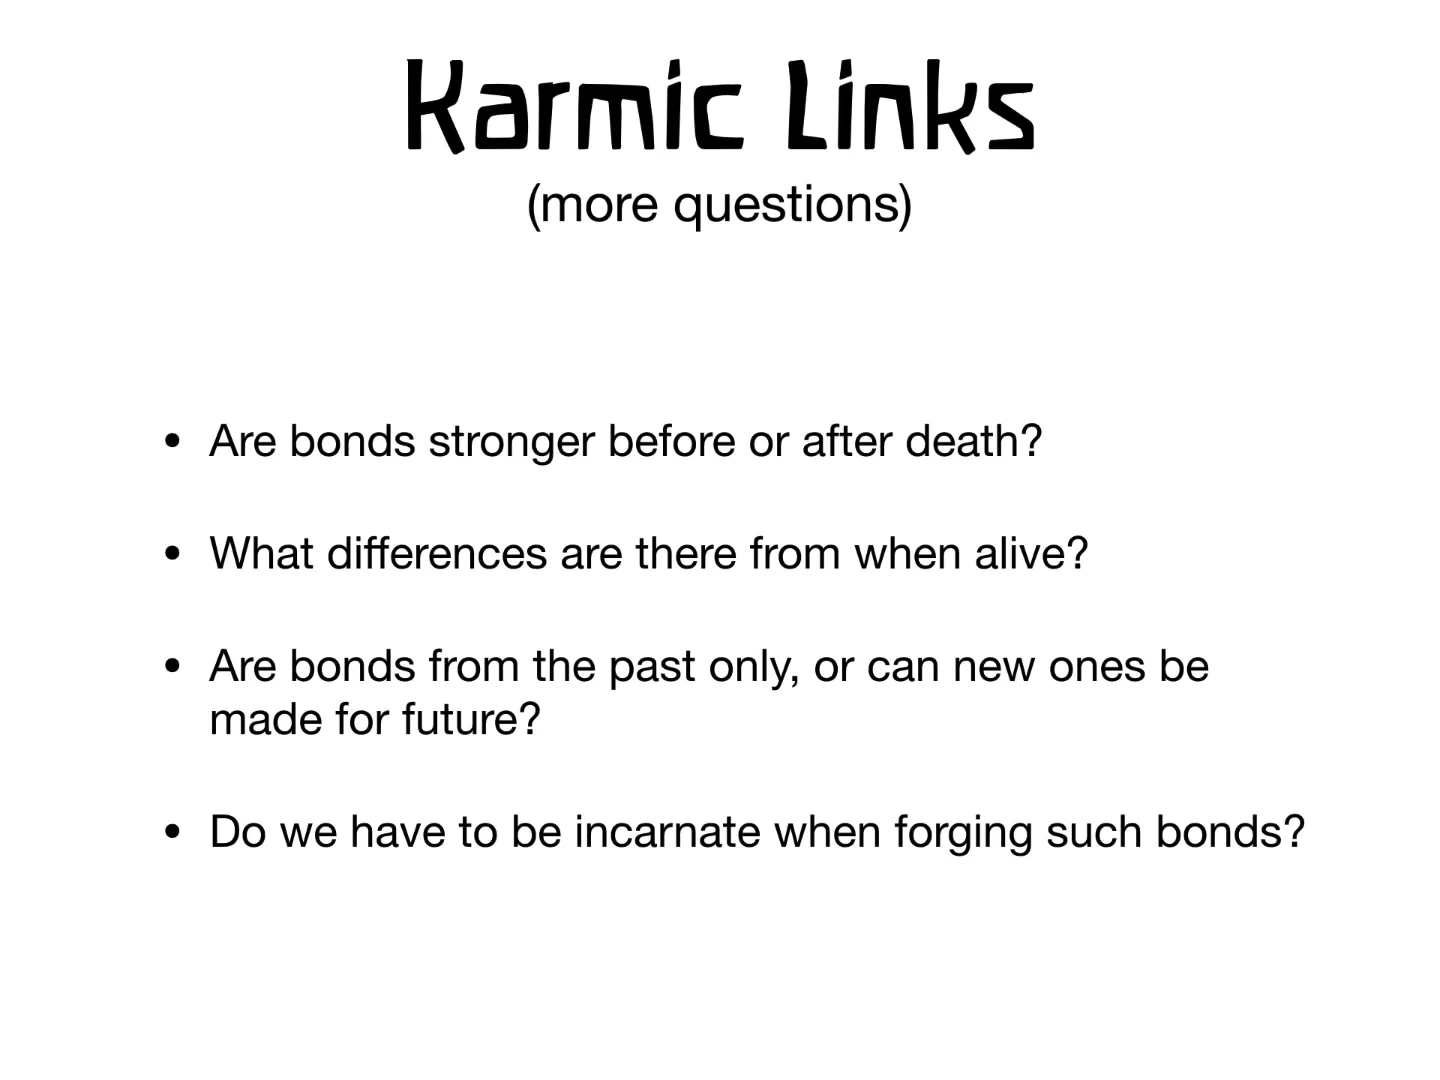 Karmic Links
(more questions)
• Are bonds stronger before or after death?
• What differences are there from when alive?
• Are bonds from the past only, or can new ones be
made for future?
• Do we have to be incarnate when forging such bonds?